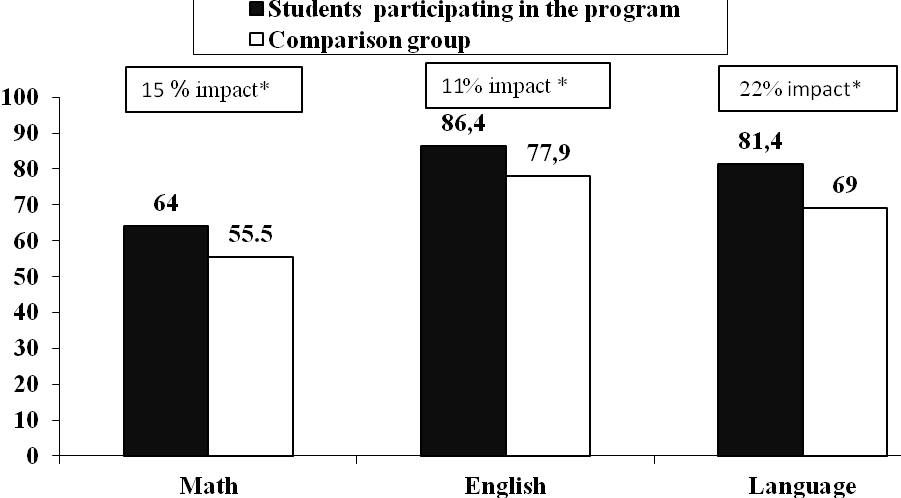 Students participating in the program
Comparison group
15 % impact*
11% impact *
22% impact*
100
90
80
70
60
50
40
30
20
10
0
64
55.5
86,4
77,9
81,4
69
Math
English
Language